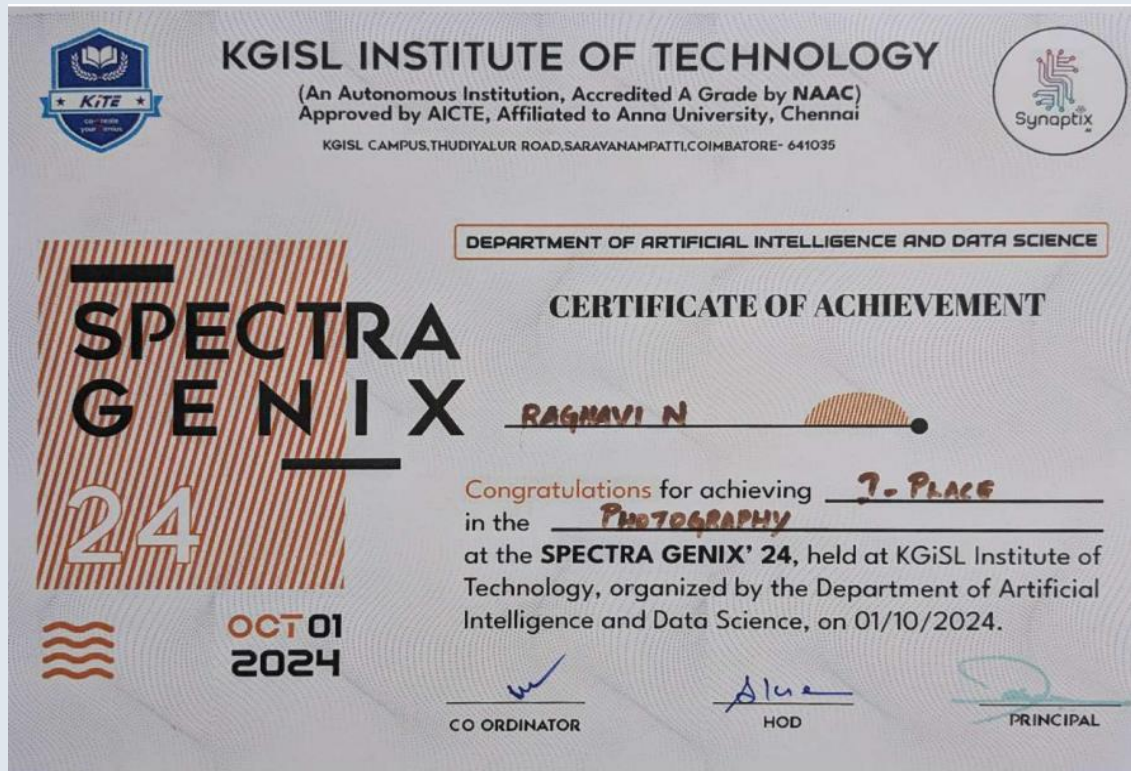 KiTE
KGISL INSTITUTE OF TECHNOLOGY
(An Autonomous Institution, Accredited A Grade by NAAC)
Approved by AICTE, Affiliated to Anna University, Chennai
KGISL CAMPUS,THUDIYALUR ROAD,SARAVANAMPATTI,COIMBATORE- 641035
Synaptix
DEPARTMENT OF ARTIFICIAL INTELLIGENCE AND DATA SCIENCE
SPECTRA
GENIX
24
OCT 01
2024
CERTIFICATE OF ACHIEVEMENT
RAGHAVI N
Congratulations for achieving PLACE
in the PHOTOGRAPHY
at the SPECTRA GENIX' 24, held at KGiSL Institute of
Technology, organized by the Department of Artificial
Intelligence and Data Science, on 01/10/2024.
CO ORDINATOR
HOD
PRINCIPAL